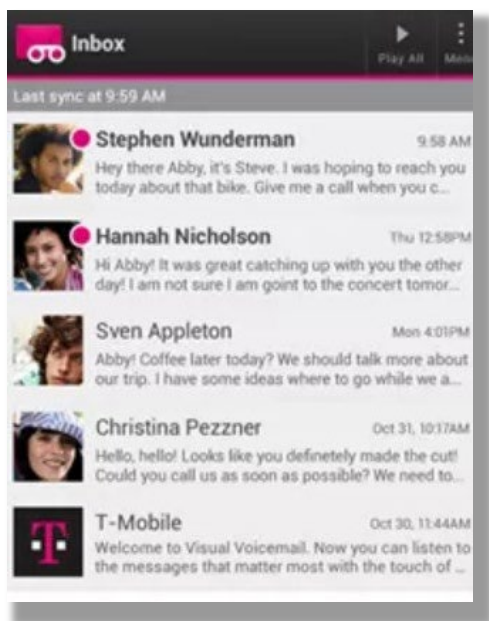 Inbox
Play All
Last sync at 9:59 AM
Stephen Wunderman 9:58 AM
Hey there Abby, it's Steve. I was hoping to reach you
today about that bike. Give me a call when you c...
Hannah Nicholson Thu 12:58PM
Hi Abby! It was great catching up with you the other
day! I am not sure I am goint to the concert tomor...
Sven Appleton Mon 4:01PM
Abby! Coffee later today? We should talk more about
our trip. I have some ideas where to go while we a...
Christina Pezzner Oct 31, 10:17AM
Hello, hello! Looks like you definetely made the cut!
Could you call us as soon as possible? We need to...
T
T-Mobile Oct 30, 11:44AM
Welcome to Visual Voicemail. Now you can listen to
the messages that matter most with the touch of ...